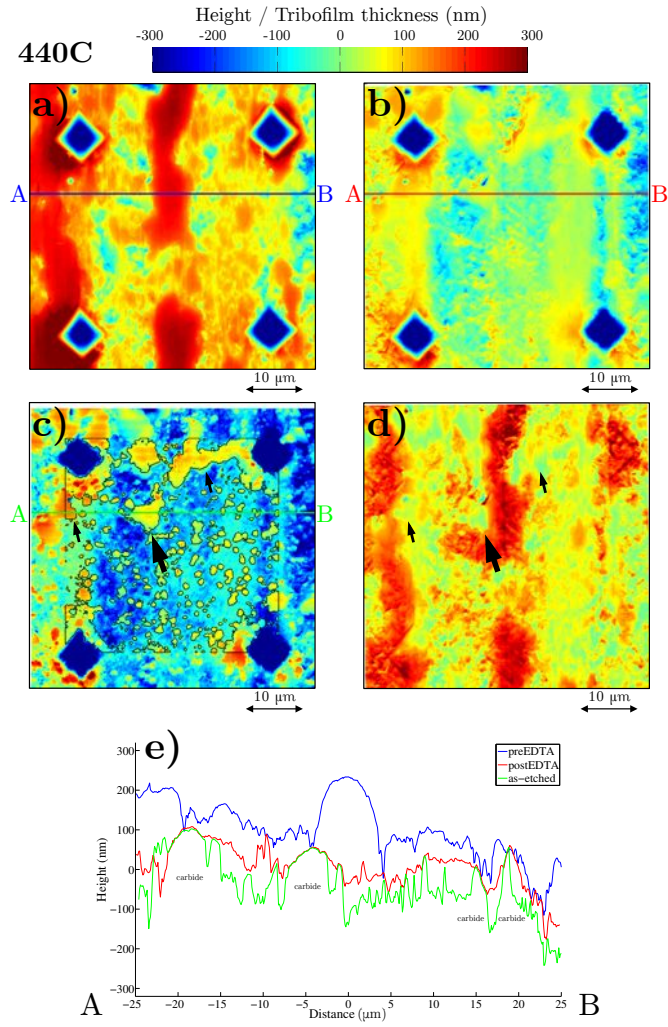 Height / Tribofilm thickness (nm)
-300 -200 -100 0 100 200 300
440C
a) b)
A B A B
10 µm 10 µm
c) d)
A B
10 µm 10 µm
e)
preEDTA
postEDTA
as-etched
300
200
100
0
-100
-200
-300
Height (nm)
carbide carbide carbide carbide
-25 -20 -15 -10 -5 0 5 10 15 20 25
A Distance (µm) B